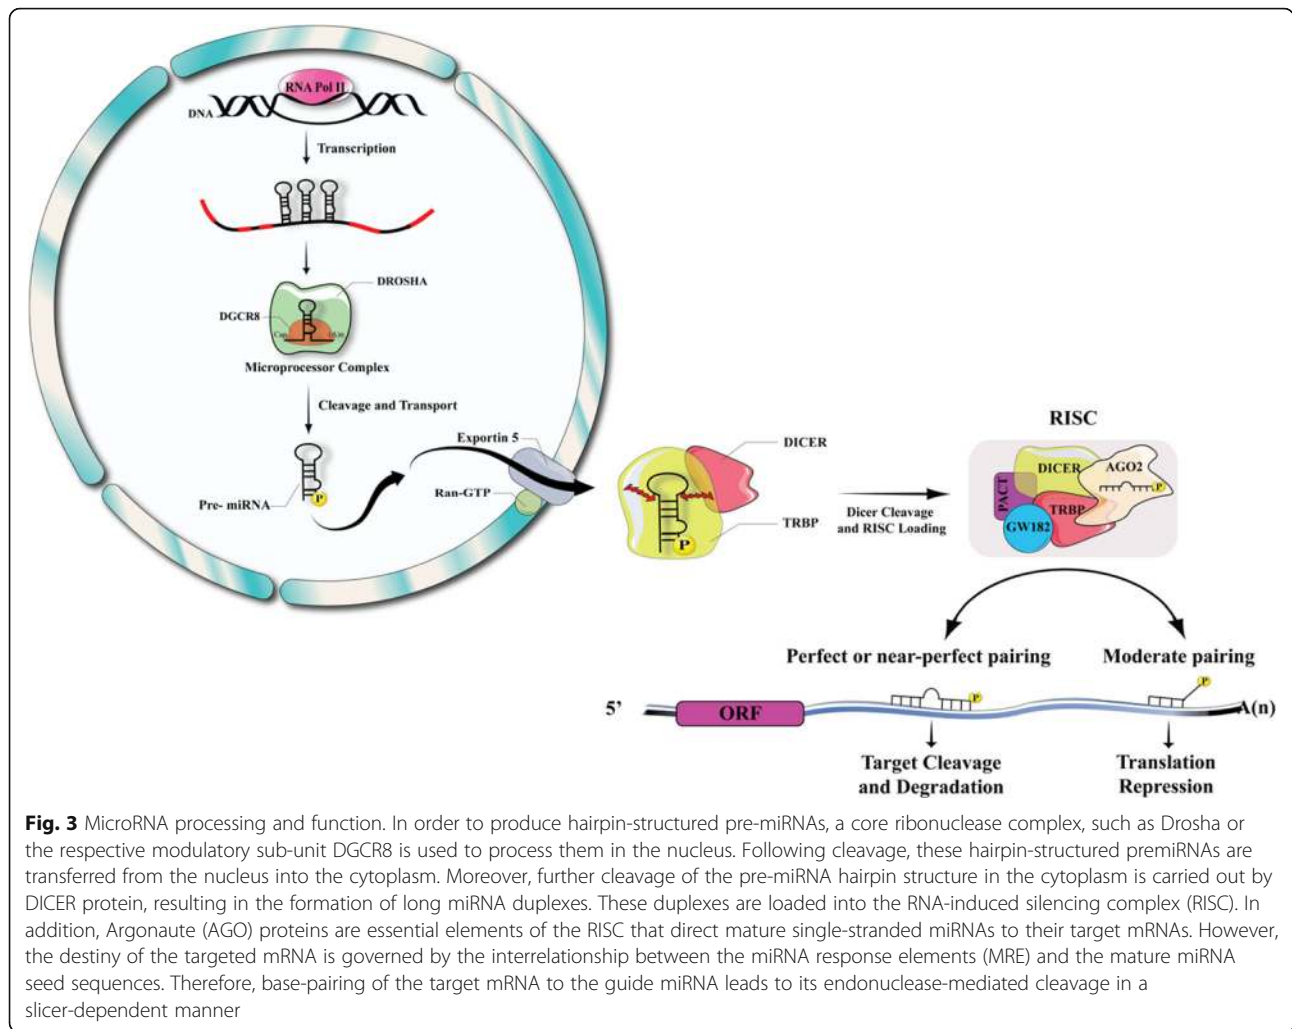 RNA Pol II
DNA
Transcription
DROSHA
DGCR8
Microprocessor Complex
Cleavage and Transport
Exportin 5
Pre- miRNA
P
Ran-GTP
DICER
TRBP
P
Dicer Cleavage
and RISC Loading
RISC
DICER
AGO2
P
PACT
TRBP
GW182
Perfect or near-perfect pairing
Moderate pairing
P
P
5’
ORF
A(n)
Target Cleavage
and Degradation
Translation
Repression
Fig. 3 MicroRNA processing and function. In order to produce hairpin-structured pre-miRNAs, a core ribonuclease complex, such as Drosha or
the respective modulatory sub-unit DGCR8 is used to process them in the nucleus. Following cleavage, these hairpin-structured premiRNAs are
transferred from the nucleus into the cytoplasm. Moreover, further cleavage of the pre-miRNA hairpin structure in the cytoplasm is carried out by
DICER protein, resulting in the formation of long miRNA duplexes. These duplexes are loaded into the RNA-induced silencing complex (RISC). In
addition, Argonaute (AGO) proteins are essential elements of the RISC that direct mature single-stranded miRNAs to their target mRNAs. However,
the destiny of the targeted mRNA is governed by the interrelationship between the miRNA response elements (MRE) and the mature miRNA
seed sequences. Therefore, base-pairing of the target mRNA to the guide miRNA leads to its endonuclease-mediated cleavage in a
slicer-dependent manner